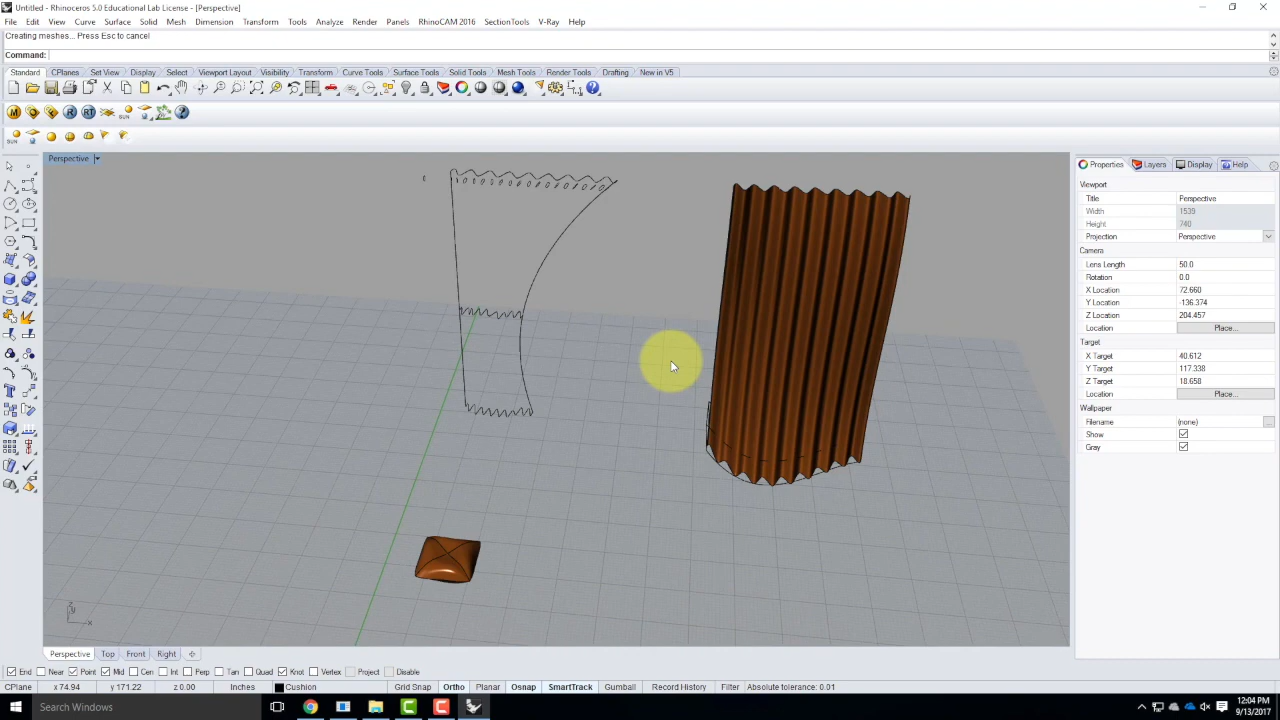 Untitled - Rhinoceros 5.0 Educational Lab License - [Perspective]
File Edit View Curve Surface Solid Mesh Dimension Transform Tools Analyze Render Panels RhinoCAM 2016 SectionTools V-Ray Help
Creating meshes... Press Esc to cancel
Command:
Standard CPlanes Set View Display Select Viewport Layout Visibility Transform Curve Tools Surface Tools Solid Tools Mesh Tools Render Tools Drafting New in V5
M R RT SUN
SUN
Perspective
Properties Layers Display Help
Viewport
Title Perspective
Width 1539
Height 740
Projection Perspective
Camera
Lens Length 50.0
Rotation 0.0
X Location 72.660
Y Location -136.374
Z Location 204.457
Location Place...
Target
X Target 40.612
Y Target 117.338
Z Target 18.658
Location Place...
Wallpaper
Filename (none) ...
Show
Gray
x
Perspective Top Front Right
End Near Point Mid Cen Int Perp Tan Quad Knot Vertex Project Disable
CPlane x 74.94 y 171.22 z 0.00 Inches Cushion Grid Snap Ortho Planar Osnap SmartTrack Gumball Record History Filter Absolute tolerance: 0.01
Search Windows
12:04 PM
9/13/2017